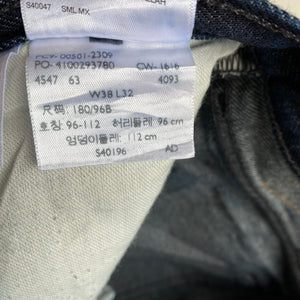 S40047 SML-MX
PC9-00501-2309
PO-4100293780 CW-1616
4547 63 4093
W38 L32
尺码: 180/96B
호칭: 96-112 허리둘레: 96 cm
엉덩이둘레: 112 cm
S40196 AD